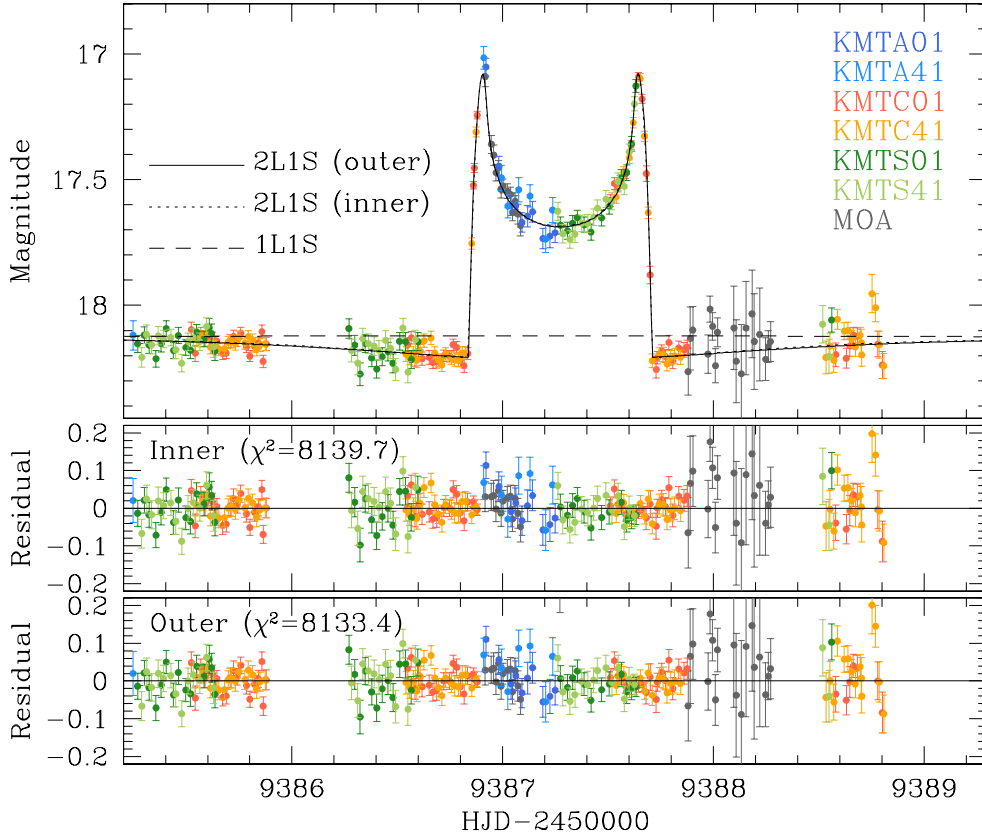 17
17.5
18
Magnitude
2L1S (outer)
2L1S (inner)
1L1S
KMTA01
KMTA41
KMTC01
KMTC41
KMTS01
KMTS41
MOA
0.2
0.1
0
−0.1
−0.2
Residual
Inner (χ²=8139.7)
0.2
0.1
0
−0.1
−0.2
Residual
Outer (χ²=8133.4)
9386
9387
9388
9389
HJD−2450000